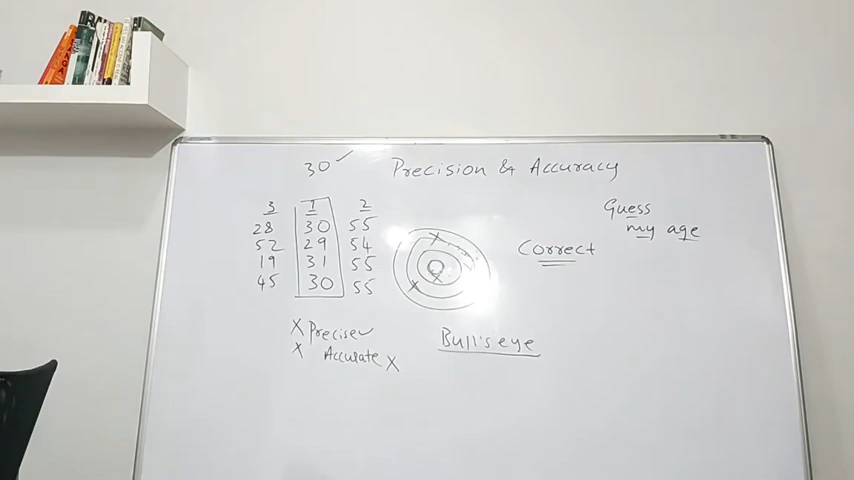 30 ✓
Precision & Accuracy
3 1 2
28 30 55
52 29 54
19 31 55
45 30 55
Correct
Guess
my age
X Precise ✓
X Accurate X
Bull's eye